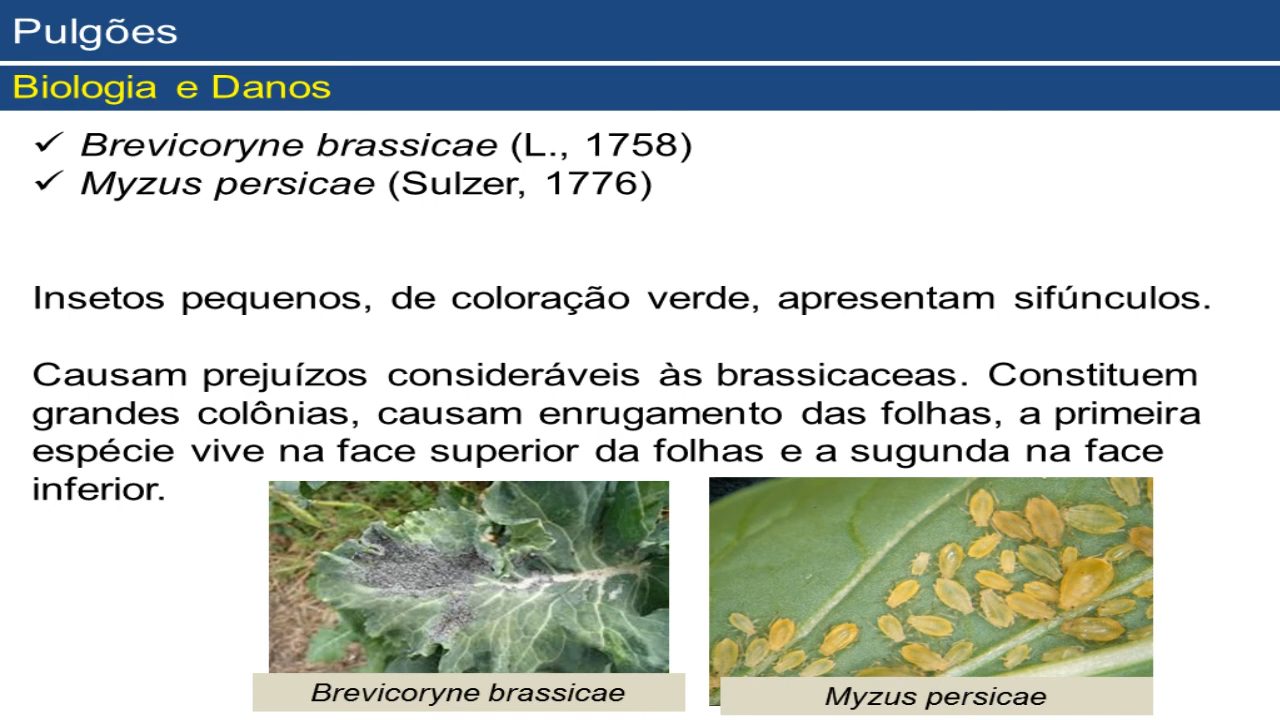 Pulgões
Biologia e Danos
✓ Brevicoryne brassicae (L., 1758)
✓ Myzus persicae (Sulzer, 1776)
Insetos pequenos, de coloração verde, apresentam sifúnculos.
Causam prejuízos consideráveis às brassicaceas. Constituem
grandes colônias, causam enrugamento das folhas, a primeira
espécie vive na face superior da folhas e a sugunda na face
inferior.
Brevicoryne brassicae
Myzus persicae